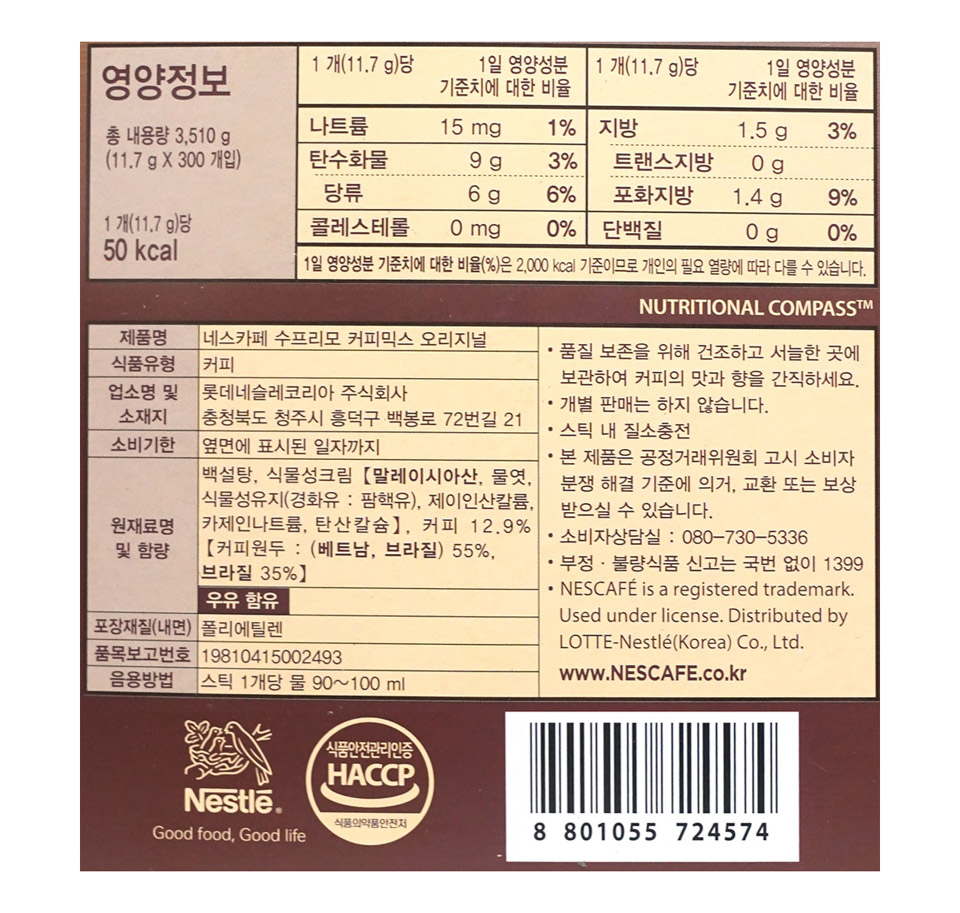 영양정보
총 내용량 3,510 g
(11.7 g X 300 개입)
1 개(11.7 g)당
50 kcal
1 개(11.7 g)당 1일 영양성분
기준치에 대한 비율
나트륨 15 mg 1%
탄수화물 9 g 3%
당류 6 g 6%
콜레스테롤 0 mg 0%
1 개(11.7 g)당 1일 영양성분
기준치에 대한 비율
지방 1.5 g 3%
트랜스지방 0 g
포화지방 1.4 g 9%
단백질 0 g 0%
1일 영양성분 기준치에 대한 비율(%)은 2,000 kcal 기준이므로 개인의 필요 열량에 따라 다를 수 있습니다.
NUTRITIONAL COMPASS™
제품명 네스카페 수프리모 커피믹스 오리지널
식품유형 커피
업소명 및 롯데네슬레코리아 주식회사
소재지 충청북도 청주시 흥덕구 백봉로 72번길 21
소비기한 옆면에 표시된 일자까지
원재료명
및 함량
백설탕, 식물성크림【말레이시아산, 물엿,
식물성유지(경화유 : 팜핵유), 제이인산칼륨,
카제인나트륨, 탄산칼슘】, 커피 12.9%
【커피원두 : (베트남, 브라질) 55%,
브라질 35%】
우유 함유
포장재질(내면) 폴리에틸렌
품목보고번호 19810415002493
음용방법 스틱 1개당 물 90～100 ml
• 품질 보존을 위해 건조하고 서늘한 곳에
보관하여 커피의 맛과 향을 간직하세요.
• 개별 판매는 하지 않습니다.
• 스틱 내 질소충전
• 본 제품은 공정거래위원회 고시 소비자
분쟁 해결 기준에 의거, 교환 또는 보상
받으실 수 있습니다.
• 소비자상담실 : 080-730-5336
• 부정 · 불량식품 신고는 국번 없이 1399
• NESCAFÉ is a registered trademark.
Used under license. Distributed by
LOTTE-Nestlé(Korea) Co., Ltd.
www.NESCAFE.co.kr
Nestlé®
Good food, Good life
식품안전관리인증
HACCP
식품의약품안전처
8 801055 724574